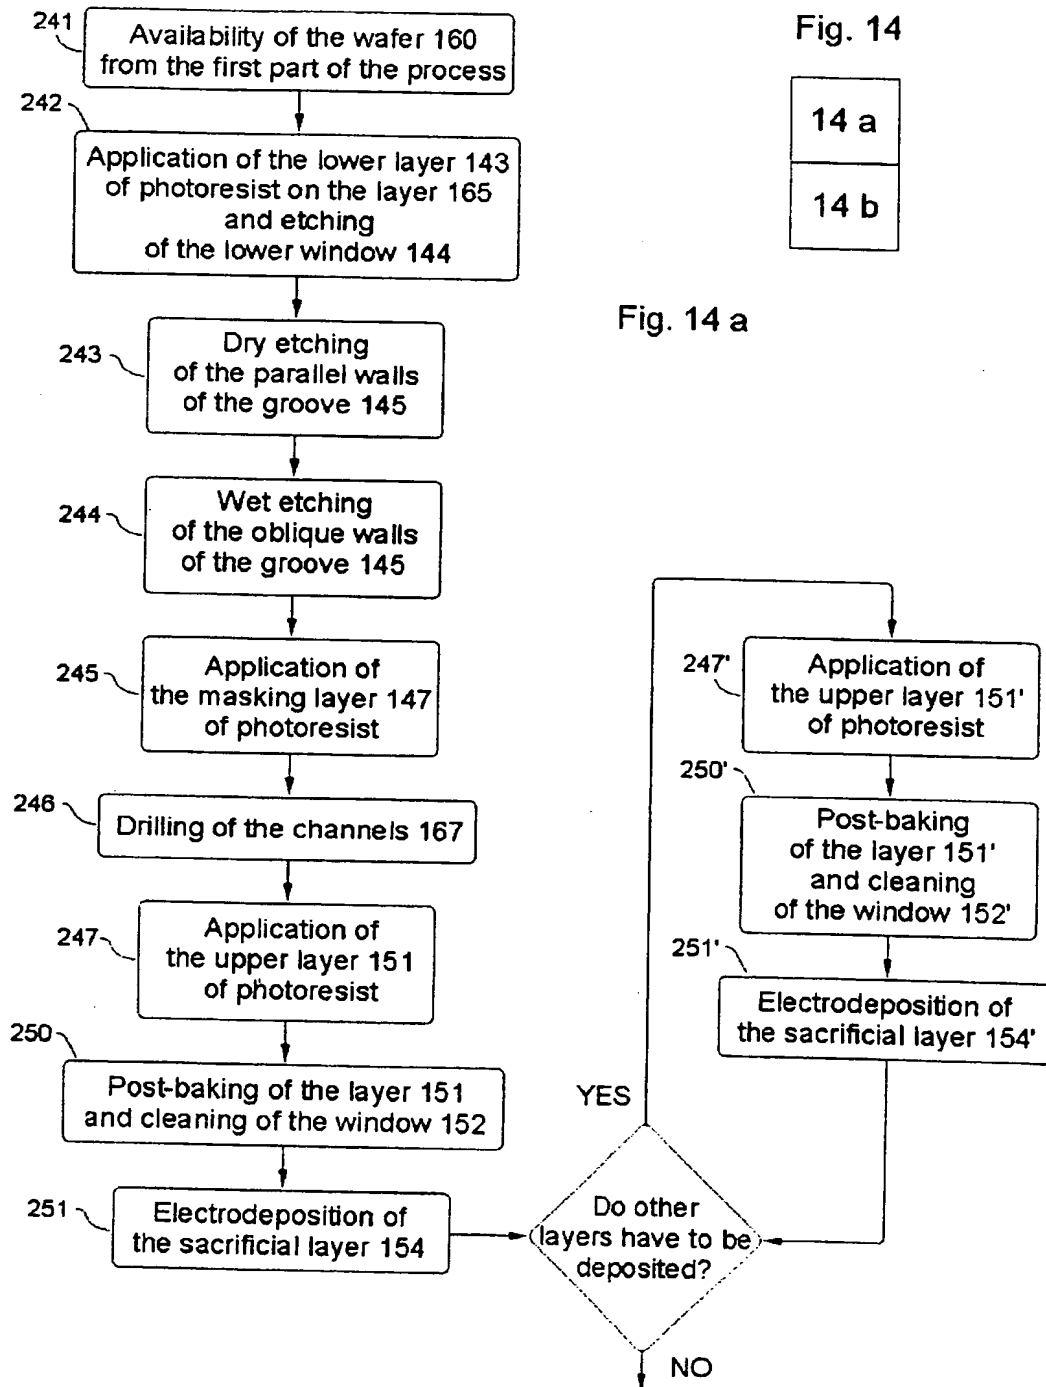 Fig. 14
14 a
14 b
Fig. 14 a
241
Availability of the wafer 160
from the first part of the process
242
Application of the lower layer 143
of photoresist on the layer 165
and etching
of the lower window 144
243
Dry etching
of the parallel walls
of the groove 145
244
Wet etching
of the oblique walls
of the groove 145
245
Application of
the masking layer 147
of photoresist
246
Drilling of the channels 167
247
Application of
the upper layer 151
of photoresist
250
Post-baking of the layer 151
and cleaning of the window 152
251
Electrodeposition of
the sacrificial layer 154
Do other
layers have to be
deposited?
YES
247'
Application of
the upper layer 151'
of photoresist
250'
Post-baking
of the layer 151'
and cleaning
of the window 152'
251'
Electrodeposition of
the sacrificial layer 154'
NO